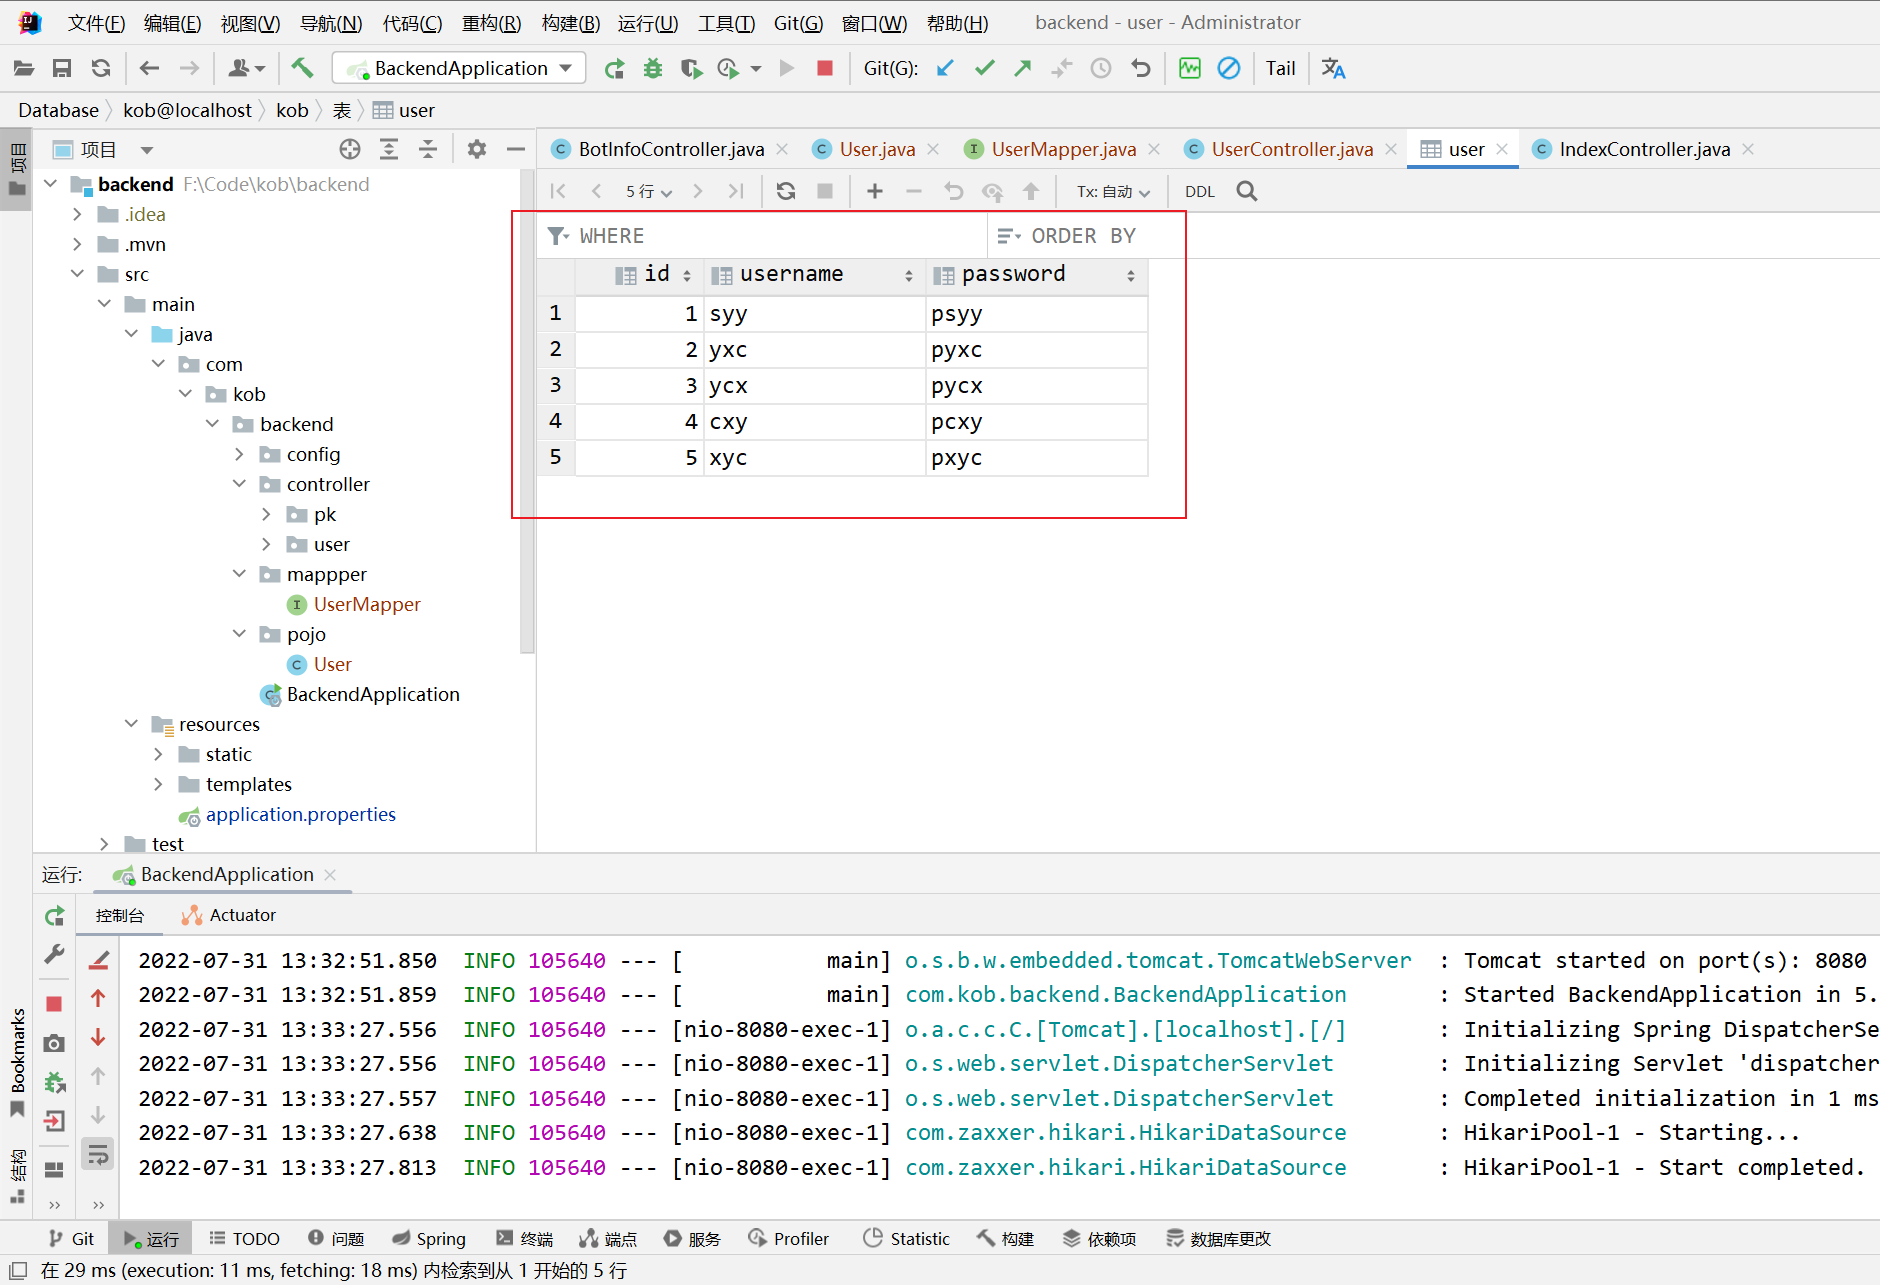 文件(F) 编辑(E) 视图(V) 导航(N) 代码(C) 重构(R) 构建(B) 运行(U) 工具(T) Git(G) 窗口(W) 帮助(H) backend - user - Administrator
BackendApplication Git(G): Tail
Database kob@localhost kob 表 user
项目
项目
BotInfoController.java User.java UserMapper.java UserController.java user IndexController.java
5 行 Tx: 自动 DDL
WHERE ORDER BY
id username password
1 1 syy psyy
2 2 yxc pyxc
3 3 ycx pycx
4 4 cxy pcxy
5 5 xyc pxyc
backend F:\Code\kob\backend
.idea
.mvn
src
main
java
com
kob
backend
config
controller
pk
user
mappper
UserMapper
pojo
User
BackendApplication
resources
static
templates
application.properties
test
运行: BackendApplication
控制台 Actuator
2022-07-31 13:32:51.850 INFO 105640 --- [ main] o.s.b.w.embedded.tomcat.TomcatWebServer : Tomcat started on port(s): 8080
2022-07-31 13:32:51.859 INFO 105640 --- [ main] com.kob.backend.BackendApplication : Started BackendApplication in 5.
2022-07-31 13:33:27.556 INFO 105640 --- [nio-8080-exec-1] o.a.c.c.C.[Tomcat].[localhost].[/] : Initializing Spring DispatcherSe
2022-07-31 13:33:27.556 INFO 105640 --- [nio-8080-exec-1] o.s.web.servlet.DispatcherServlet : Initializing Servlet 'dispatcher
2022-07-31 13:33:27.557 INFO 105640 --- [nio-8080-exec-1] o.s.web.servlet.DispatcherServlet : Completed initialization in 1 ms
2022-07-31 13:33:27.638 INFO 105640 --- [nio-8080-exec-1] com.zaxxer.hikari.HikariDataSource : HikariPool-1 - Starting...
2022-07-31 13:33:27.813 INFO 105640 --- [nio-8080-exec-1] com.zaxxer.hikari.HikariDataSource : HikariPool-1 - Start completed.
Bookmarks
结构
Git 运行 TODO 问题 Spring 终端 端点 服务 Profiler Statistic 构建 依赖项 数据库更改
在 29 ms (execution: 11 ms, fetching: 18 ms) 内检索到从 1 开始的 5 行